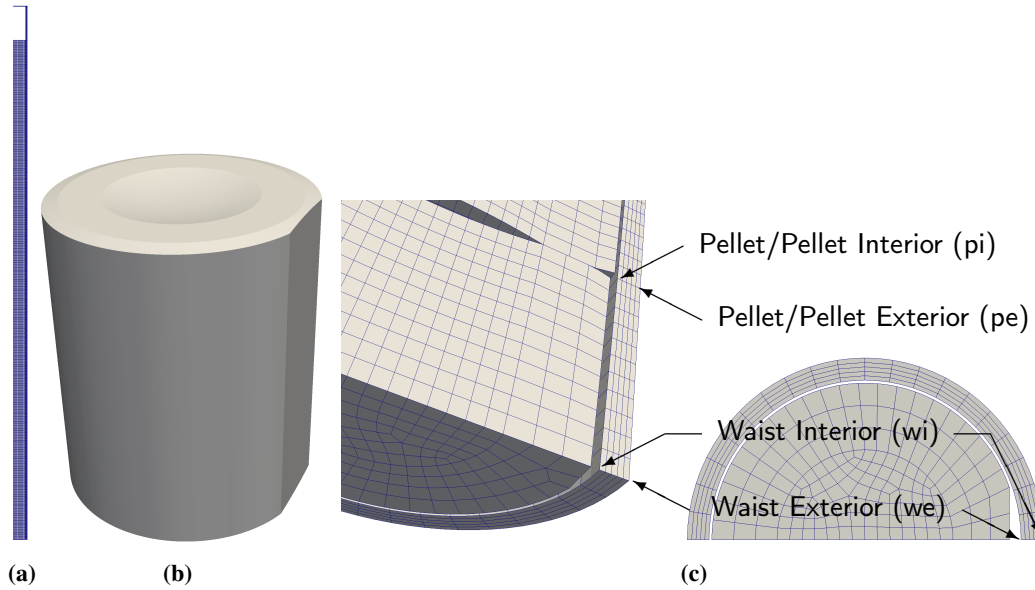 Pellet/Pellet Interior (pi)
Pellet/Pellet Exterior (pe)
Waist Interior (wi)
Waist Exterior (we)
(a)
(b)
(c)